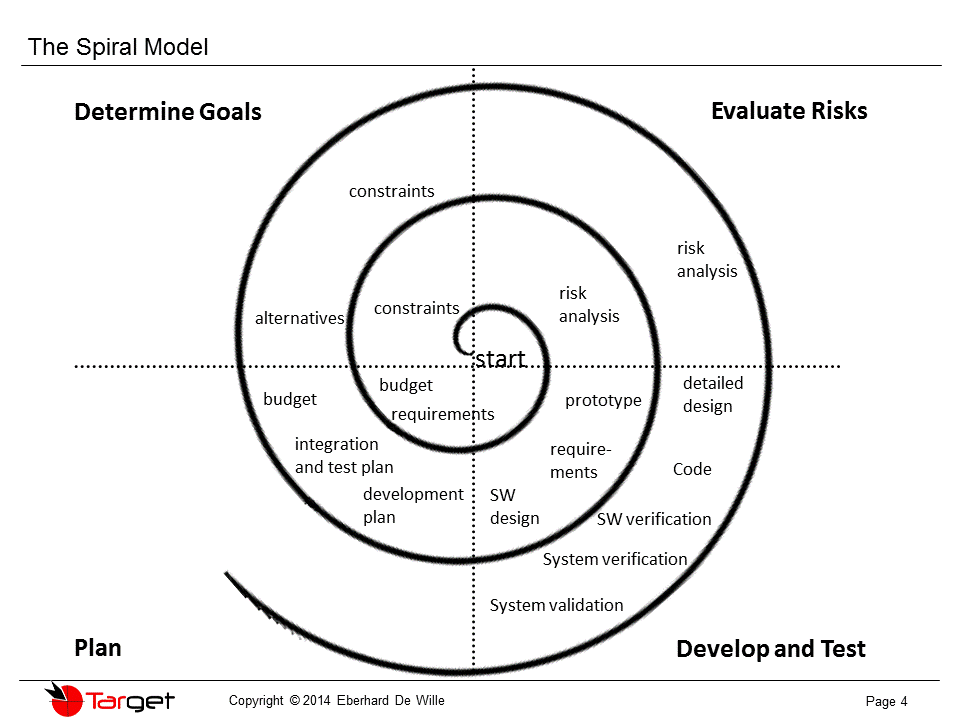 The Spiral Model
Determine Goals
Evaluate Risks
constraints
risk
analysis
risk
analysis
constraints
alternatives
start
budget
budget
requirements
prototype
detailed
design
integration
and test plan
require-
ments
Code
development
plan
SW
design
SW verification
System verification
System validation
Plan
Develop and Test
Target
Copyright © 2014 Eberhard De Wille
Page 4